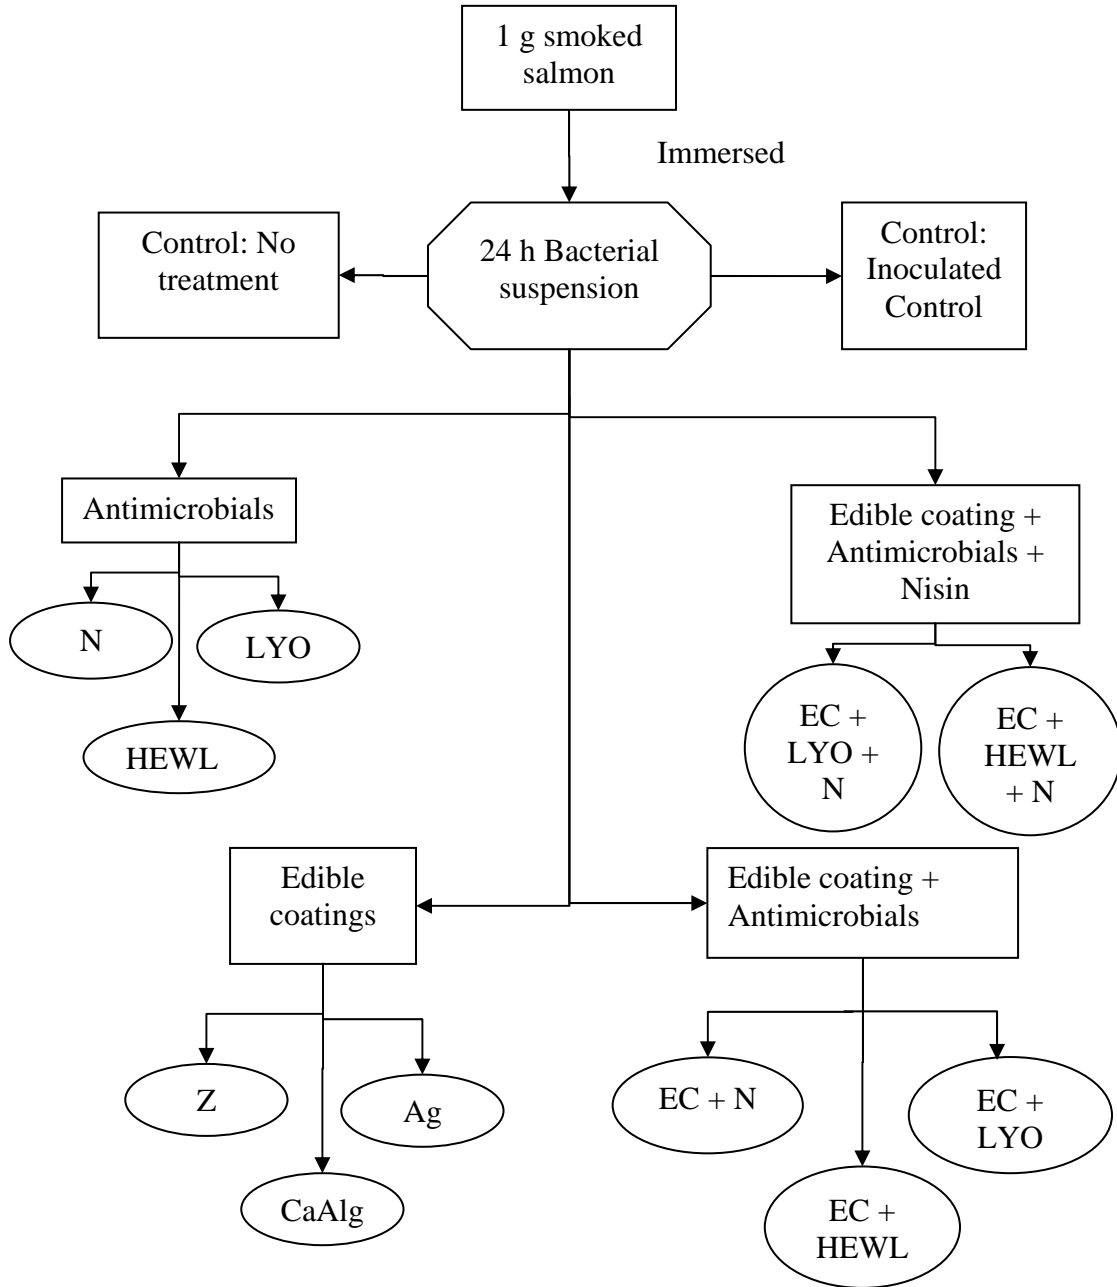 1 g smoked
salmon
Immersed
Control: No
treatment
24 h Bacterial
suspension
Control:
Inoculated
Control
Antimicrobials
N
LYO
HEWL
Edible coating +
Antimicrobials +
Nisin
EC +
LYO +
N
EC +
HEWL
+ N
Edible
coatings
Z
Ag
CaAlg
Edible coating +
Antimicrobials
EC + N
EC +
LYO
EC +
HEWL